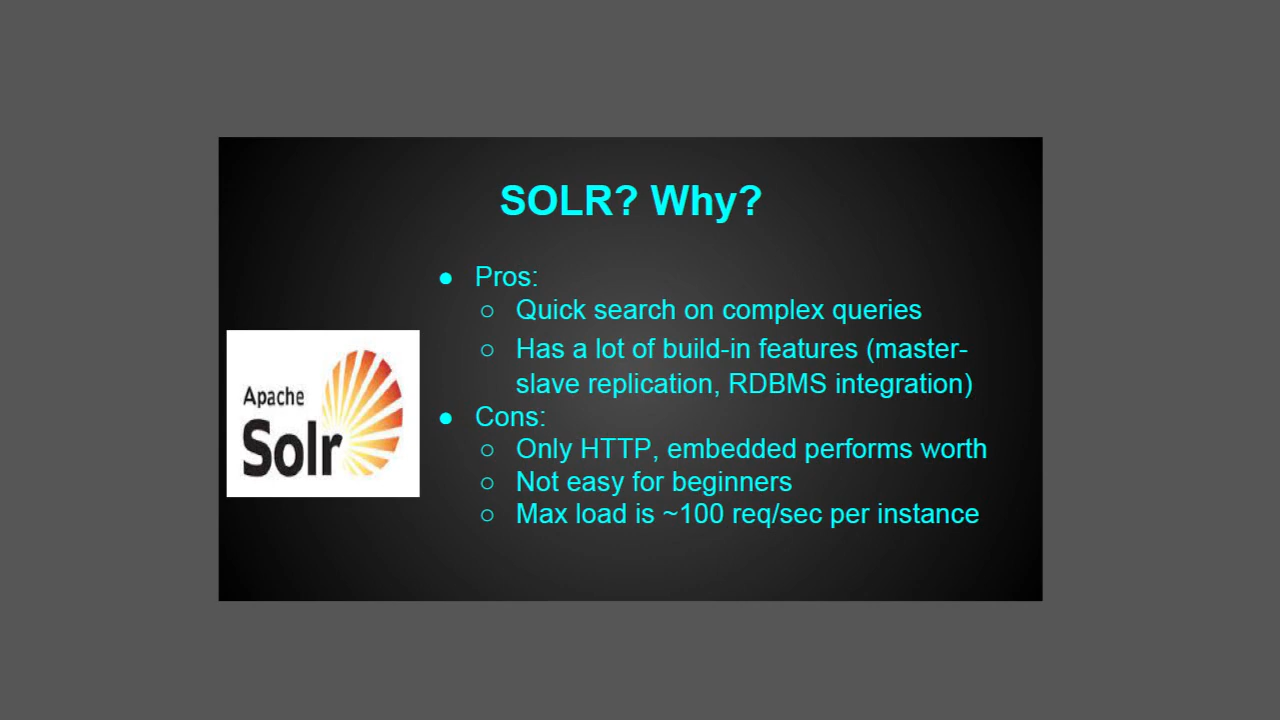 SOLR? Why?
● Pros:
○ Quick search on complex queries
○ Has a lot of build-in features (master-
slave replication, RDBMS integration)
● Cons:
○ Only HTTP, embedded performs worth
○ Not easy for beginners
○ Max load is ~100 req/sec per instance
Apache
Solr